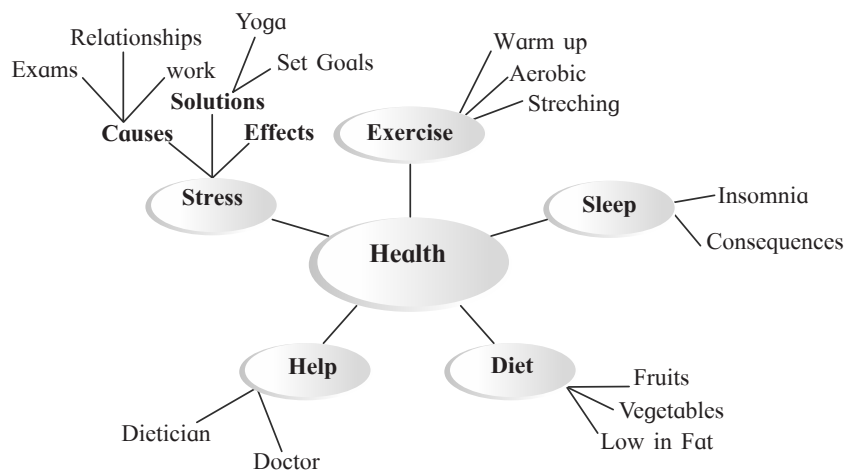 Yoga
Relationships
Exams
work
Set Goals
Solutions
Causes
Effects
Stress
Warm up
Aerobic
Streching
Exercise
Sleep
Insomnia
Consequences
Health
Help
Dietician
Doctor
Diet
Fruits
Vegetables
Low in Fat